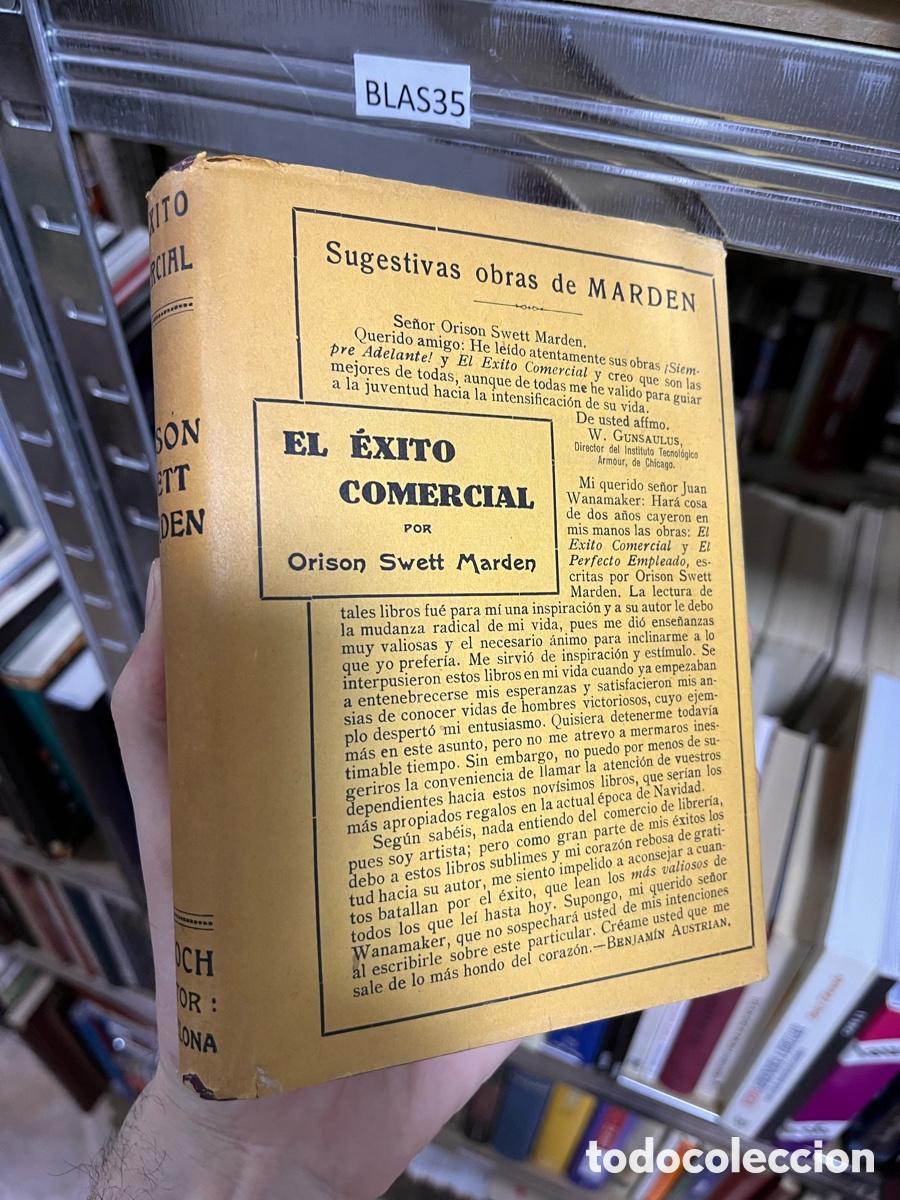 BLAS35
XITO
RCIAL
SON
ETT
DEN
OCH
TOR :
LONA
Sugestivas obras de MARDEN
Señor Orison Swett Marden.
Querido amigo: He leído atentamente sus obras ¡Siem-
pre Adelante! y El Exito Comercial y creo que son las
mejores de todas, aunque de todas me he valido para guiar
a la juventud hacia la intensificación de su vida.
De usted affmo.
W. GUNSAULUS,
Director del Instituto Tecnológico
Armour, de Chicago.
EL ÉXITO
COMERCIAL
POR
Orison Swett Marden
Mi querido señor Juan
Wanamaker: Hará cosa
de dos años cayeron en
mis manos las obras: El
Exito Comercial y El
Perfecto Empleado, es-
critas por Orison Swett
Marden. La lectura de
tales libros fué para mí una inspiración y a su autor le debo
la mudanza radical de mi vida, pues me dió enseñanzas
muy valiosas y el necesario ánimo para inclinarme a lo
que yo prefería. Me sirvió de inspiración y estímulo. Se
interpusieron estos libros en mi vida cuando ya empezaban
a entenebrecerse mis esperanzas y satisfacieron mis an-
sias de conocer vidas de hombres victoriosos, cuyo ejem-
plo despertó mi entusiasmo. Quisiera detenerme todavía
más en este asunto, pero no me atrevo a mermaros ines-
timable tiempo. Sin embargo, no puedo por menos de su-
geriros la conveniencia de llamar la atención de vuestros
dependientes hacia estos novísimos libros, que serían los
más apropiados regalos en la actual época de Navidad.
Según sabéis, nada entiendo del comercio de librería,
pues soy artista; pero como gran parte de mis éxitos los
debo a estos libros sublimes y mi corazón rebosa de grati-
tud hacia su autor, me siento impelido a aconsejar a cuan-
tos batallan por el éxito, que lean los más valiosos de
todos los que leí hasta hoy. Supongo, mi querido señor
Wanamaker, que no sospechará usted de mis intenciones
al escribirle sobre este particular. Créame usted que me
sale de lo más hondo del corazón.—BENJAMÍN AUSTRIAN.
todocoleccion